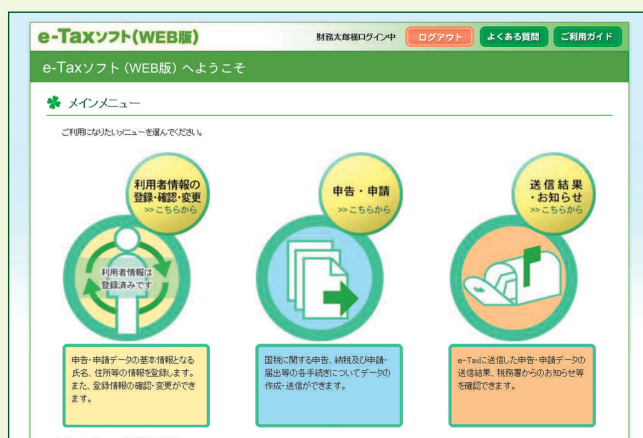 e-Taxソフト(WEB版)
財務太郎様ログイン中
ログアウト
よくある質問
ご利用ガイド
e-Taxソフト(WEB版)へようこそ
メインメニュー
ご利用になりたいメニューを選んでください。
利用者情報の
登録・確認・変更
>>こちらから
利用者情報は
登録済みです
申告・申請データの基本情報となる
氏名、住所等の情報を登録します。
また、登録情報の確認・変更ができ
ます。
申告・申請
>>こちらから
国税に関する申告、納税及び申請・
届出等の各手続きについてデータの
作成・送信ができます。
送信結果
・お知らせ
>>こちらから
e-Taxに送信した申告・申請データの
送信結果、税務署からのお知らせ等
を確認できます。